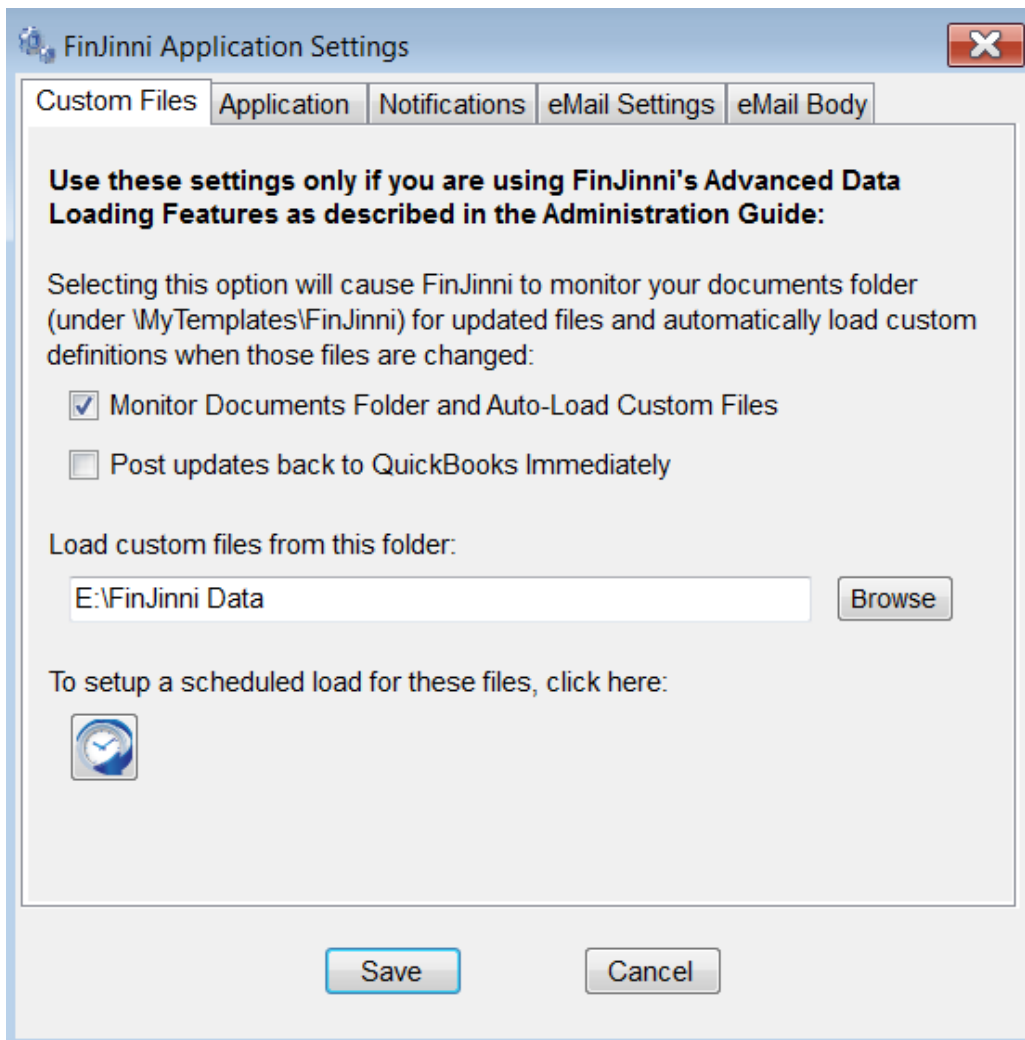 FinJinni Application Settings
Custom Files Application Notifications eMail Settings eMail Body
Use these settings only if you are using FinJinni's Advanced Data
Loading Features as described in the Administration Guide:
Selecting this option will cause FinJinni to monitor your documents folder
(under \MyTemplates\FinJinni) for updated files and automatically load custom
definitions when those files are changed:
Monitor Documents Folder and Auto-Load Custom Files
Post updates back to QuickBooks Immediately
Load custom files from this folder:
E:\FinJinni Data Browse
To setup a scheduled load for these files, click here:
Save Cancel